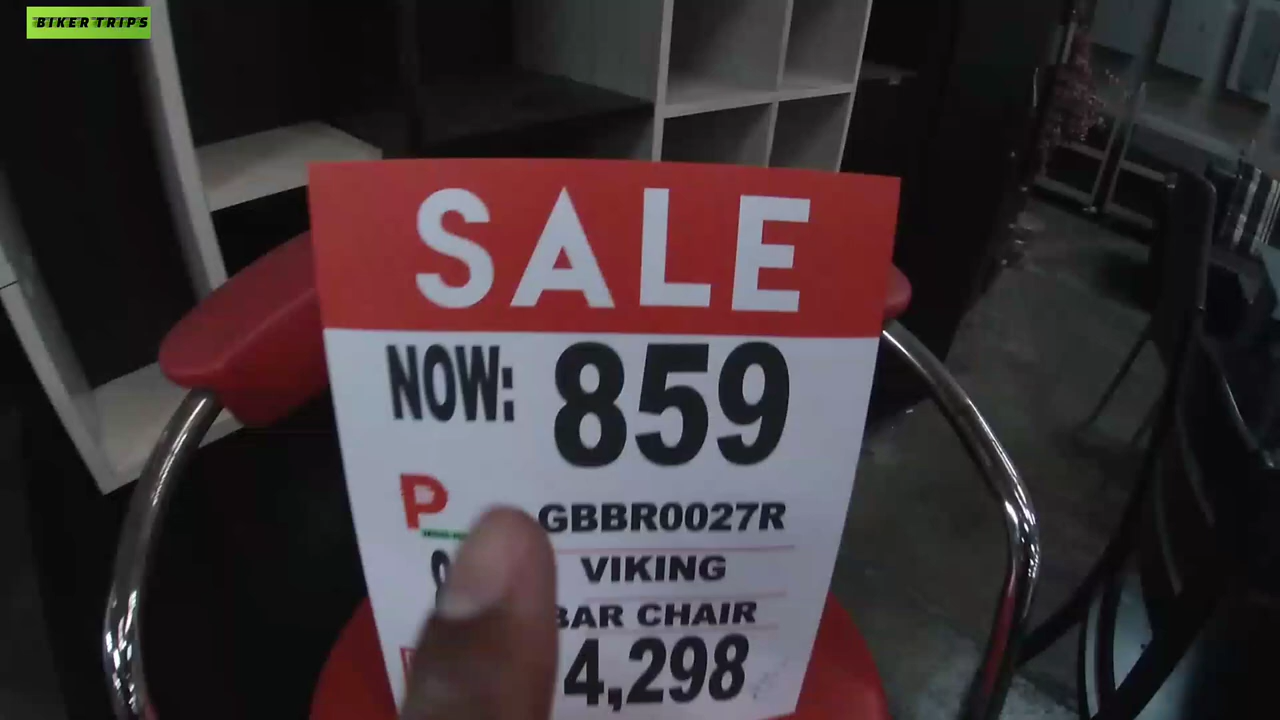 BIKER TRIPS
SALE
NOW: 859
P
GBBR0027R
VIKING
BAR CHAIR
4,298